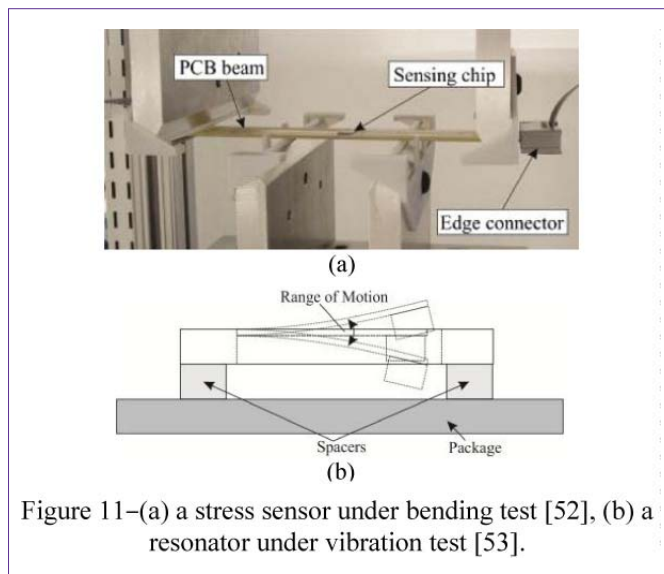 PCB beam
Sensing chip
Edge connector
(a)
Range of Motion
Spacers
Package
(b)
Figure 11–(a) a stress sensor under bending test [52], (b) a
resonator under vibration test [53].